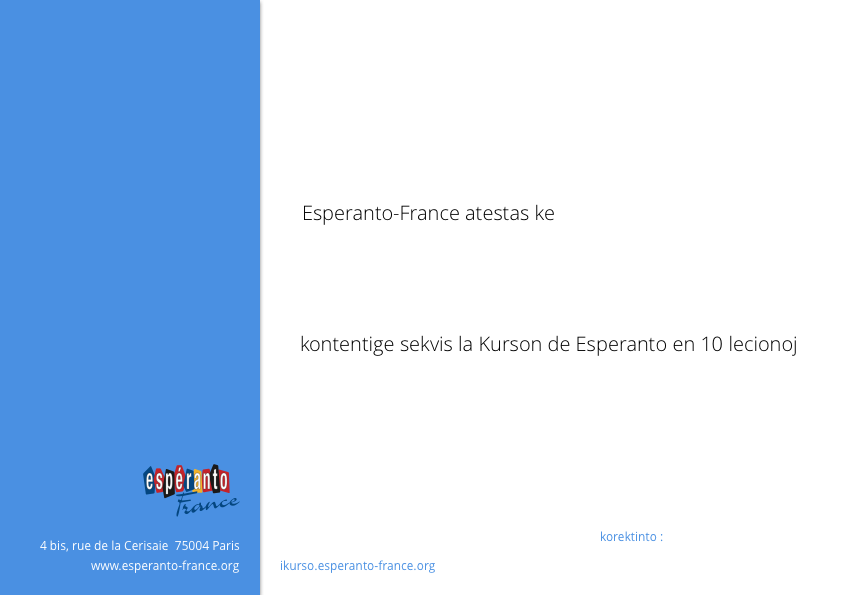 Esperanto-France atestas ke
kontentige sekvis la Kurson de Esperanto en 10 lecionoj
espéranto
France
4 bis, rue de la Cerisaie 75004 Paris
www.esperanto-france.org
korektinto :
ikurso.esperanto-france.org